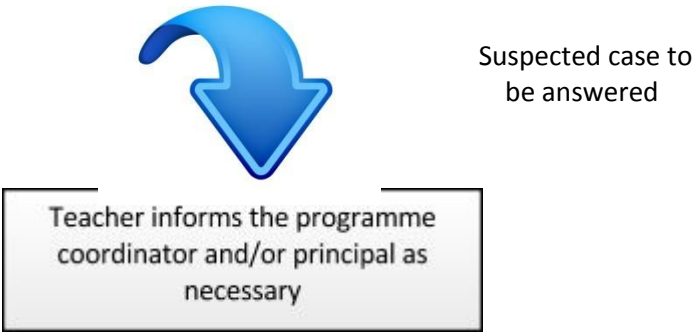 Suspected case to
be answered
Teacher informs the programme
coordinator and/or principal as
necessary